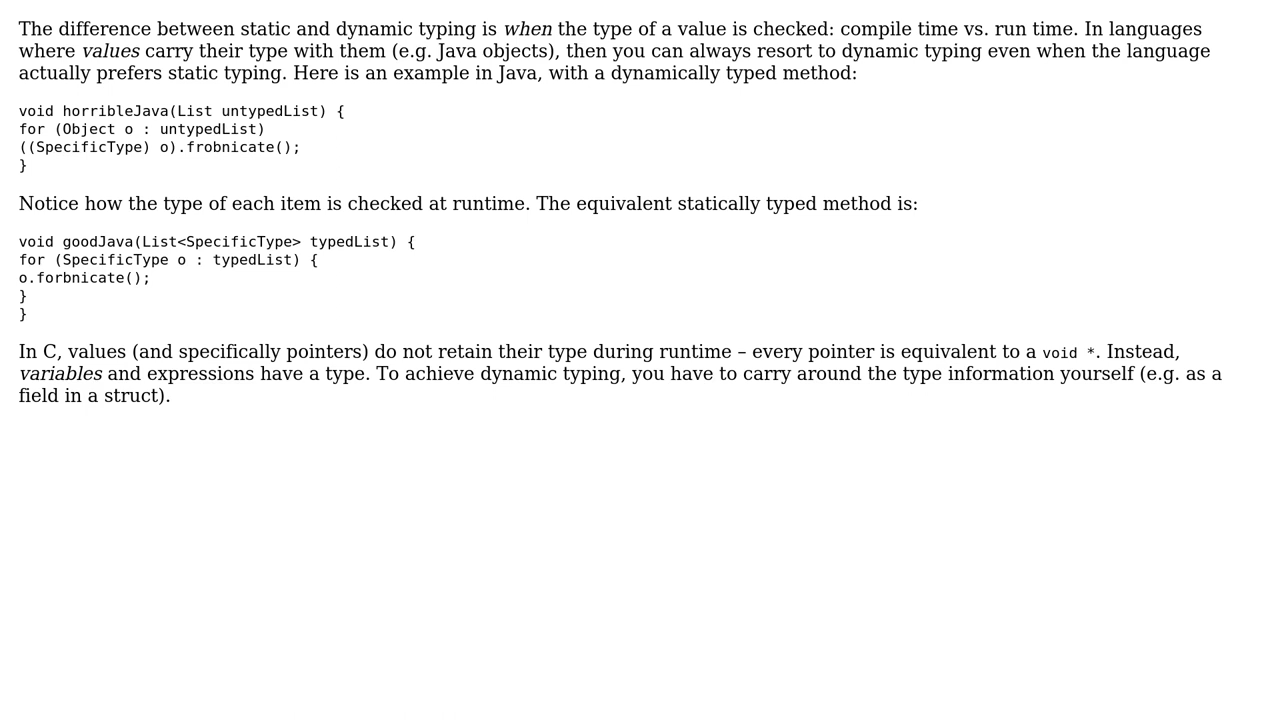 The difference between static and dynamic typing is when the type of a value is checked: compile time vs. run time. In languages
where values carry their type with them (e.g. Java objects), then you can always resort to dynamic typing even when the language
actually prefers static typing. Here is an example in Java, with a dynamically typed method:
void horribleJava(List untypedList) {
for (Object o : untypedList)
((SpecificType) o).frobnicate();
}
Notice how the type of each item is checked at runtime. The equivalent statically typed method is:
void goodJava(List<SpecificType> typedList) {
for (SpecificType o : typedList) {
o.forbnicate();
}
}
In C, values (and specifically pointers) do not retain their type during runtime – every pointer is equivalent to a void *. Instead,
variables and expressions have a type. To achieve dynamic typing, you have to carry around the type information yourself (e.g. as a
field in a struct).